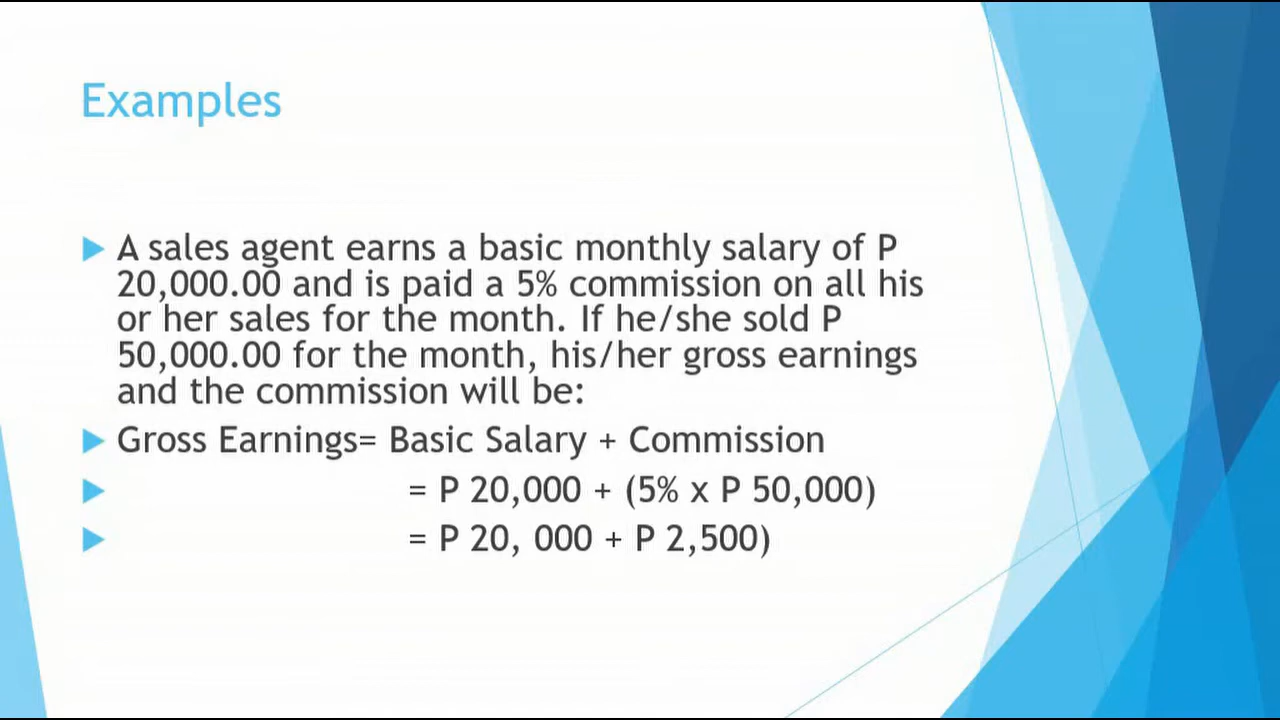 Examples
A sales agent earns a basic monthly salary of P
20,000.00 and is paid a 5% commission on all his
or her sales for the month. If he/she sold P
50,000.00 for the month, his/her gross earnings
and the commission will be:
Gross Earnings= Basic Salary + Commission
= P 20,000 + (5% x P 50,000)
= P 20, 000 + P 2,500)